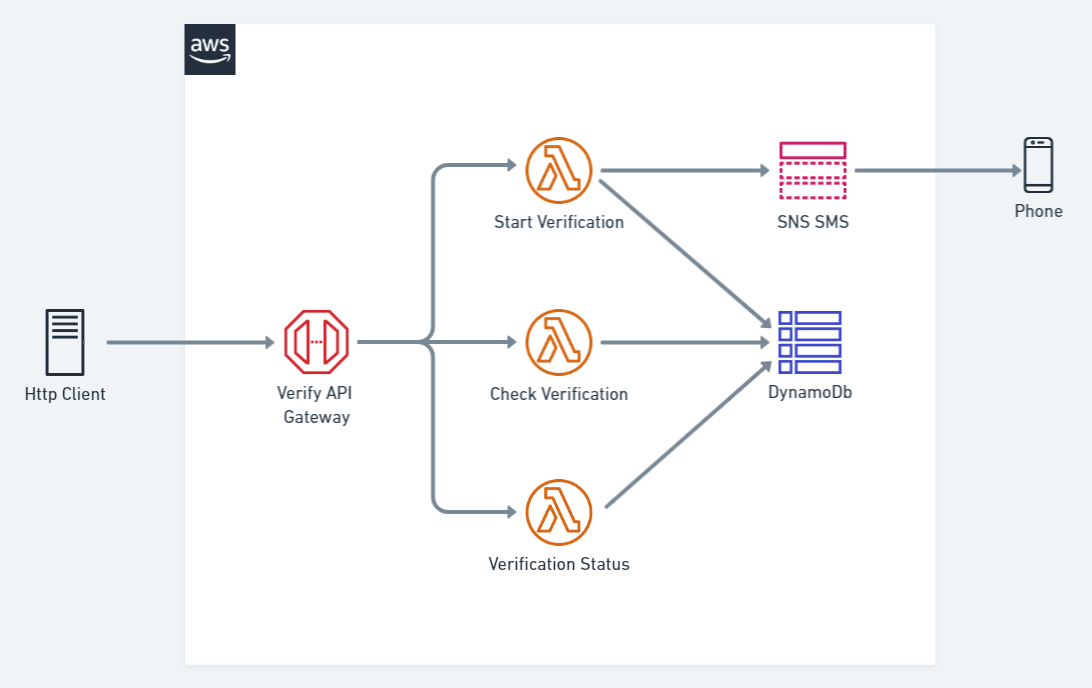 aws
Start Verification
SNS SMS
Phone
Http Client
Verify API
Gateway
Check Verification
DynamoDb
Verification Status